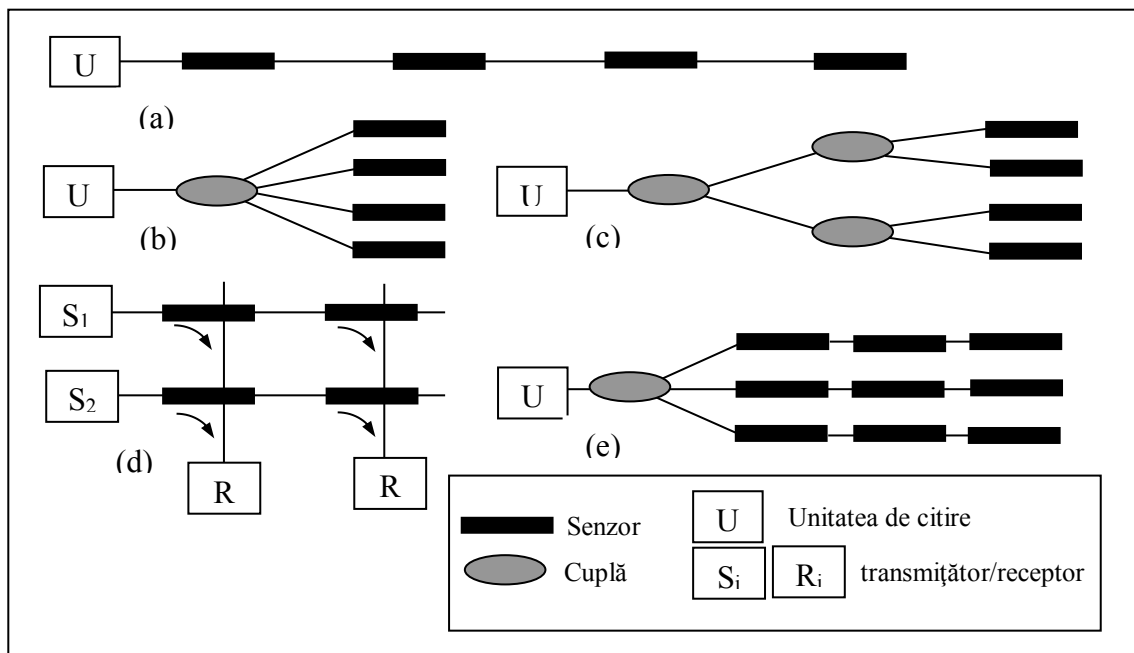 U
(a)
U
(b)
U
(c)
S1
S2
(d)
R
R
U
(e)
Senzor
U
Unitatea de citire
Cuplă
Si
Ri
transmiţător/receptor